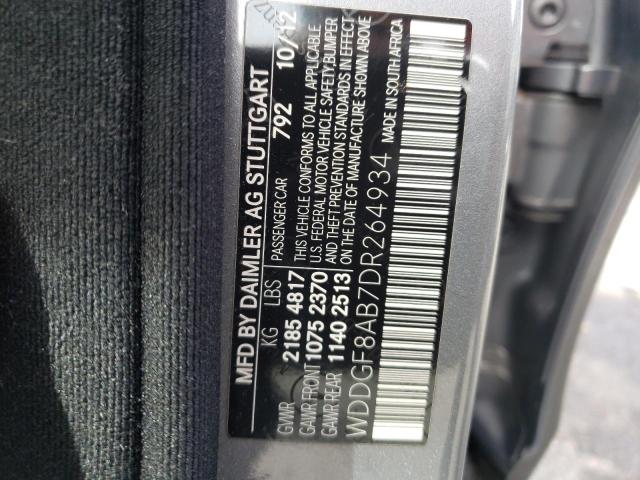 MFD BY DAIMLER AG STUTTGART
KG LBS PASSENGER CAR 792 10/12
GWWR 2185 4817 THIS VEHICLE CONFORMS TO ALL APPLICABLE
GAWR FRONT 1075 2370 U.S. FEDERAL MOTOR VEHICLE SAFETY, BUMPER
GAWR REAR 1140 2513 AND THEFT PREVENTION STANDARDS IN EFFECT
ON THE DATE OF MANUFACTURE SHOWN ABOVE
WDDGF8AB7DR264934 MADE IN SOUTH AFRICA